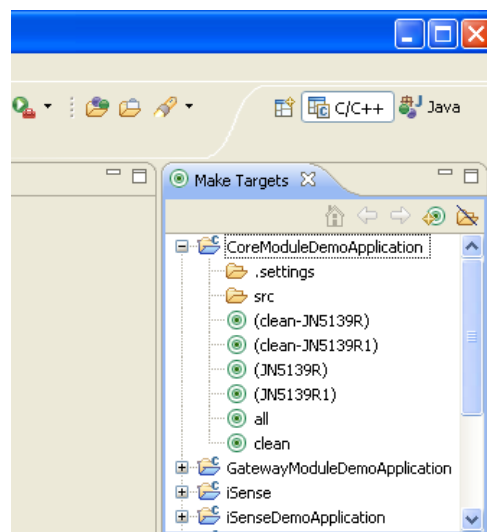 C/C++ Java
Make Targets
CoreModuleDemoApplication
.settings
src
(clean-JN5139R)
(clean-JN5139R1)
(JN5139R)
(JN5139R1)
all
clean
GatewayModuleDemoApplication
iSense
iSenseDemoApplication